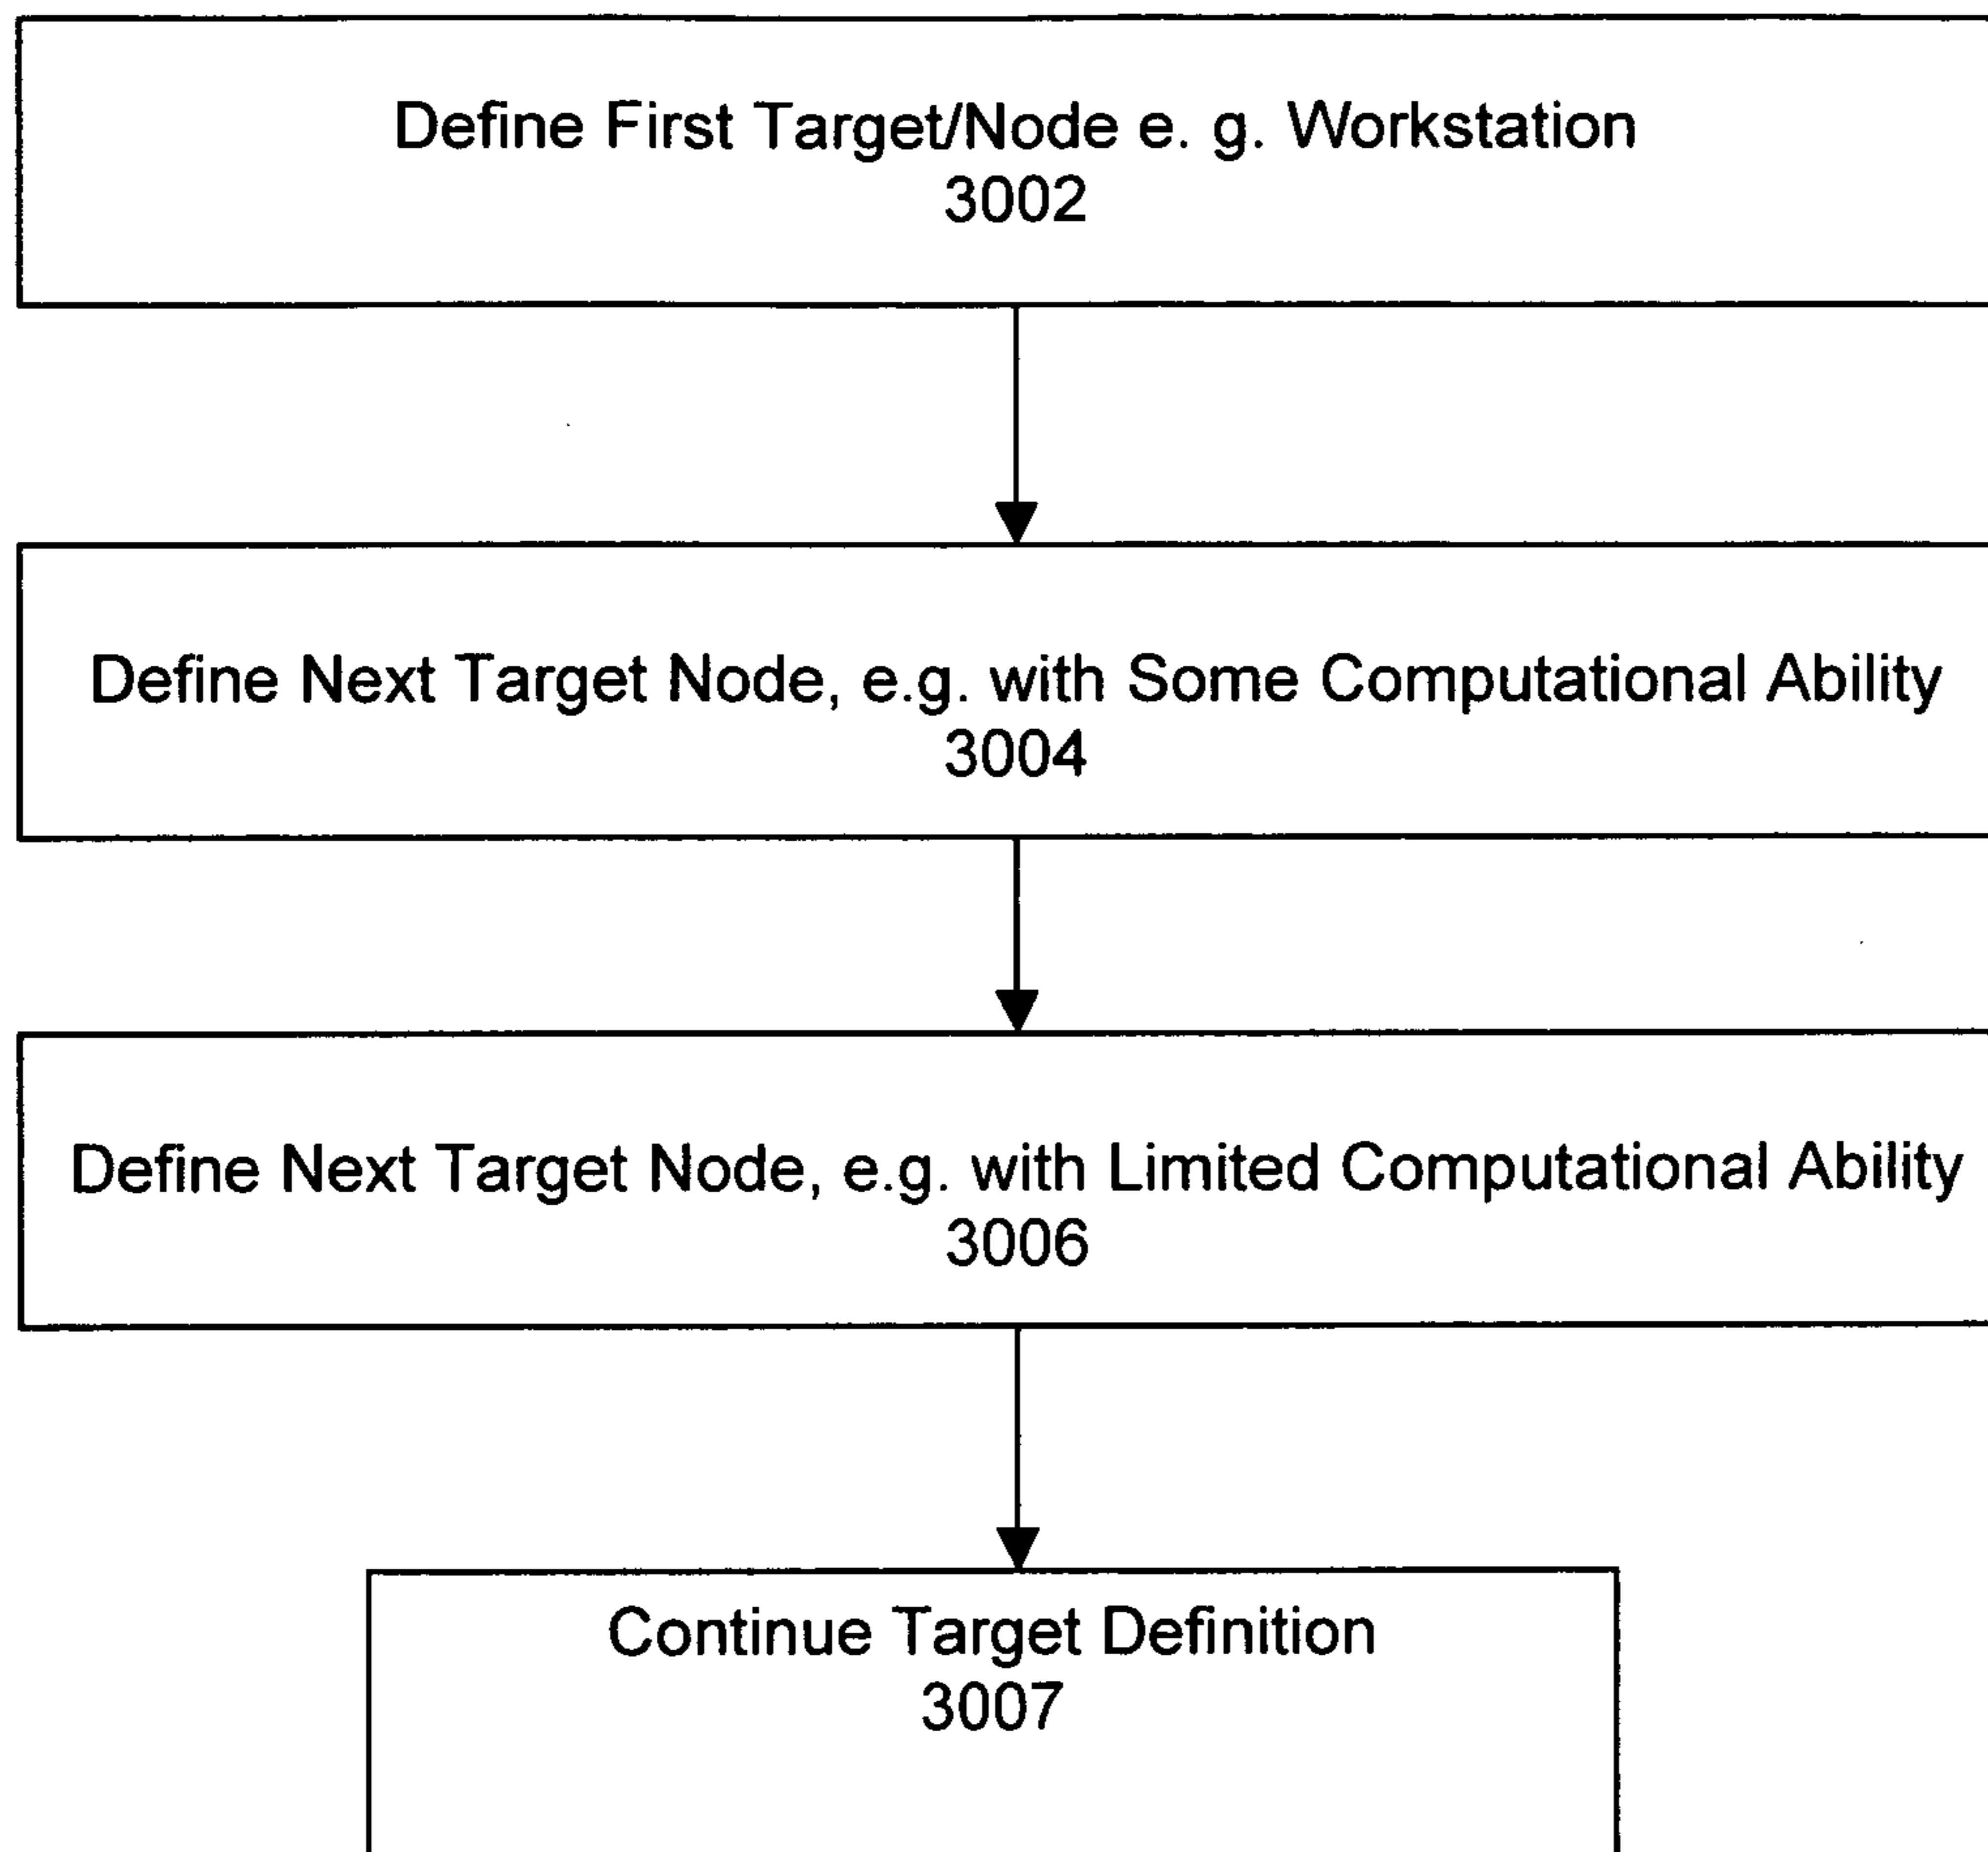 Define First Target/Node e. g. Workstation
3002
Define Next Target Node, e.g. with Some Computational Ability
3004
Define Next Target Node, e.g. with Limited Computational Ability
3006
Continue Target Definition
3007